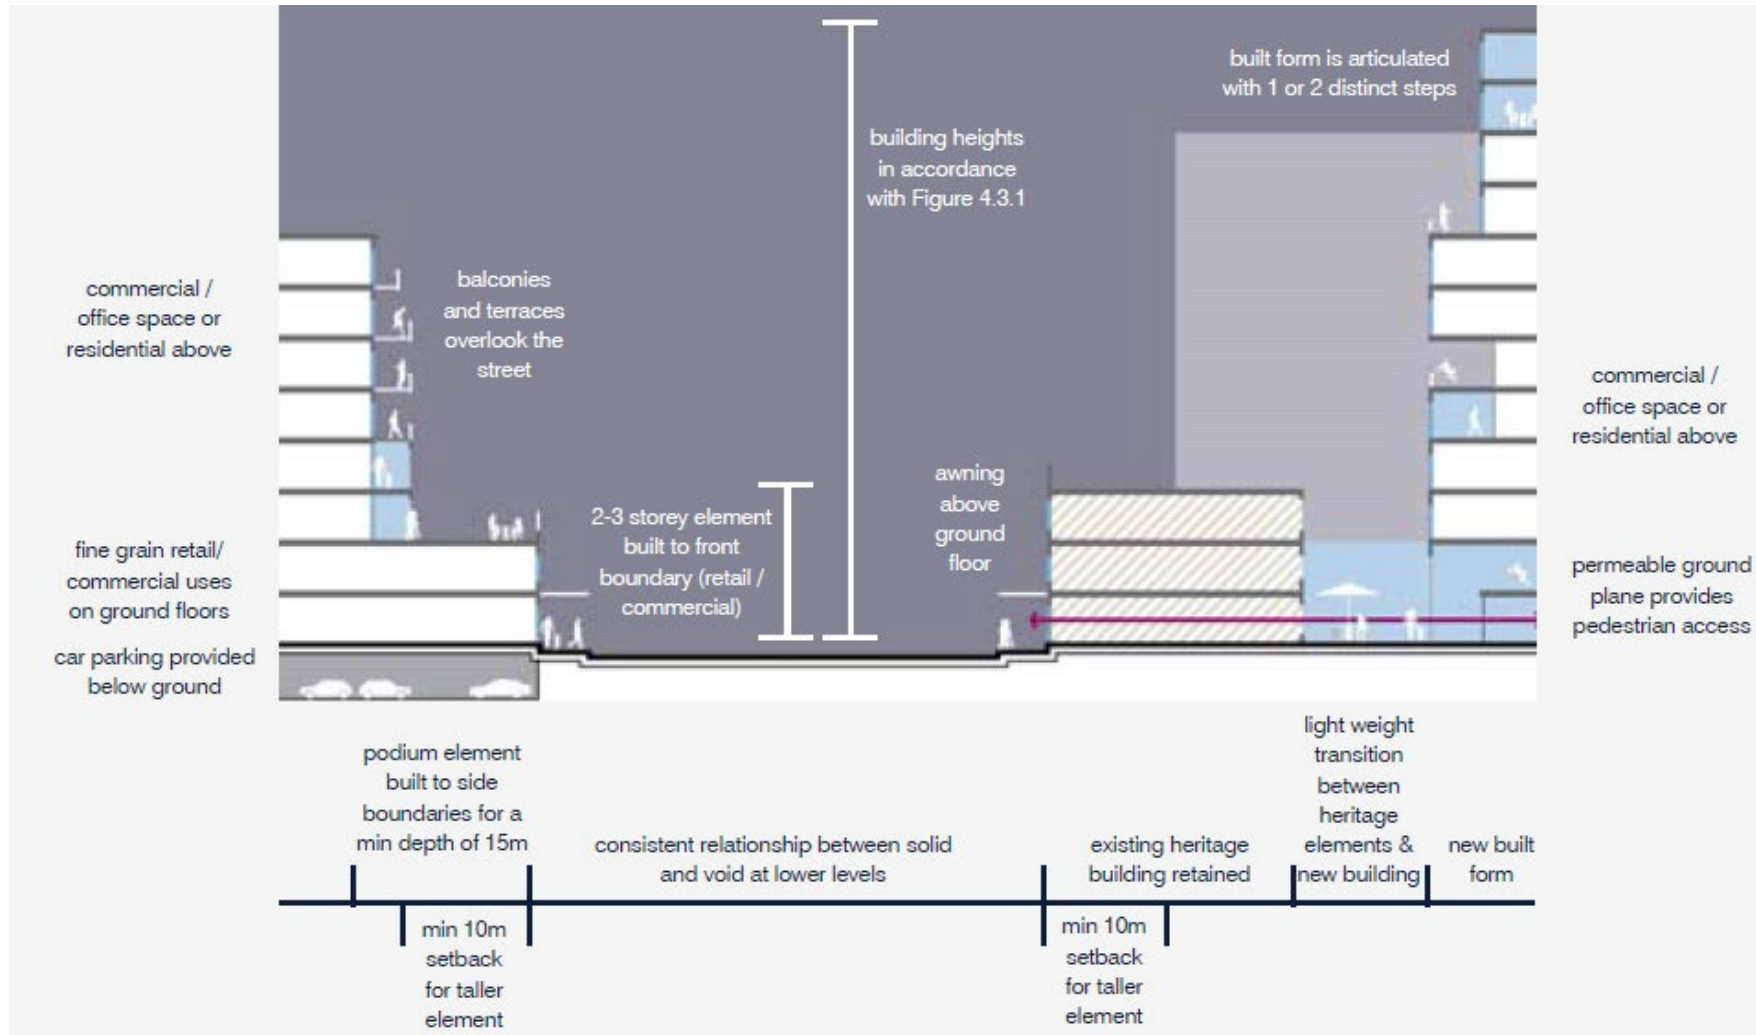 built form is articulated
with 1 or 2 distinct steps
building heights
in accordance
with Figure 4.3.1
commercial /
office space or
residential above
balconies
and terraces
overlook the
street
commercial /
office space or
residential above
awning
above
ground
floor
2-3 storey element
built to front
boundary (retail /
commercial)
fine grain retail/
commercial uses
on ground floors
permeable ground
plane provides
pedestrian access
car parking provided
below ground
podium element
built to side
boundaries for a
min depth of 15m
consistent relationship between solid
and void at lower levels
existing heritage
building retained
light weight
transition
between
heritage
elements &
new building
new built
form
min 10m
setback
for taller
element
min 10m
setback
for taller
element